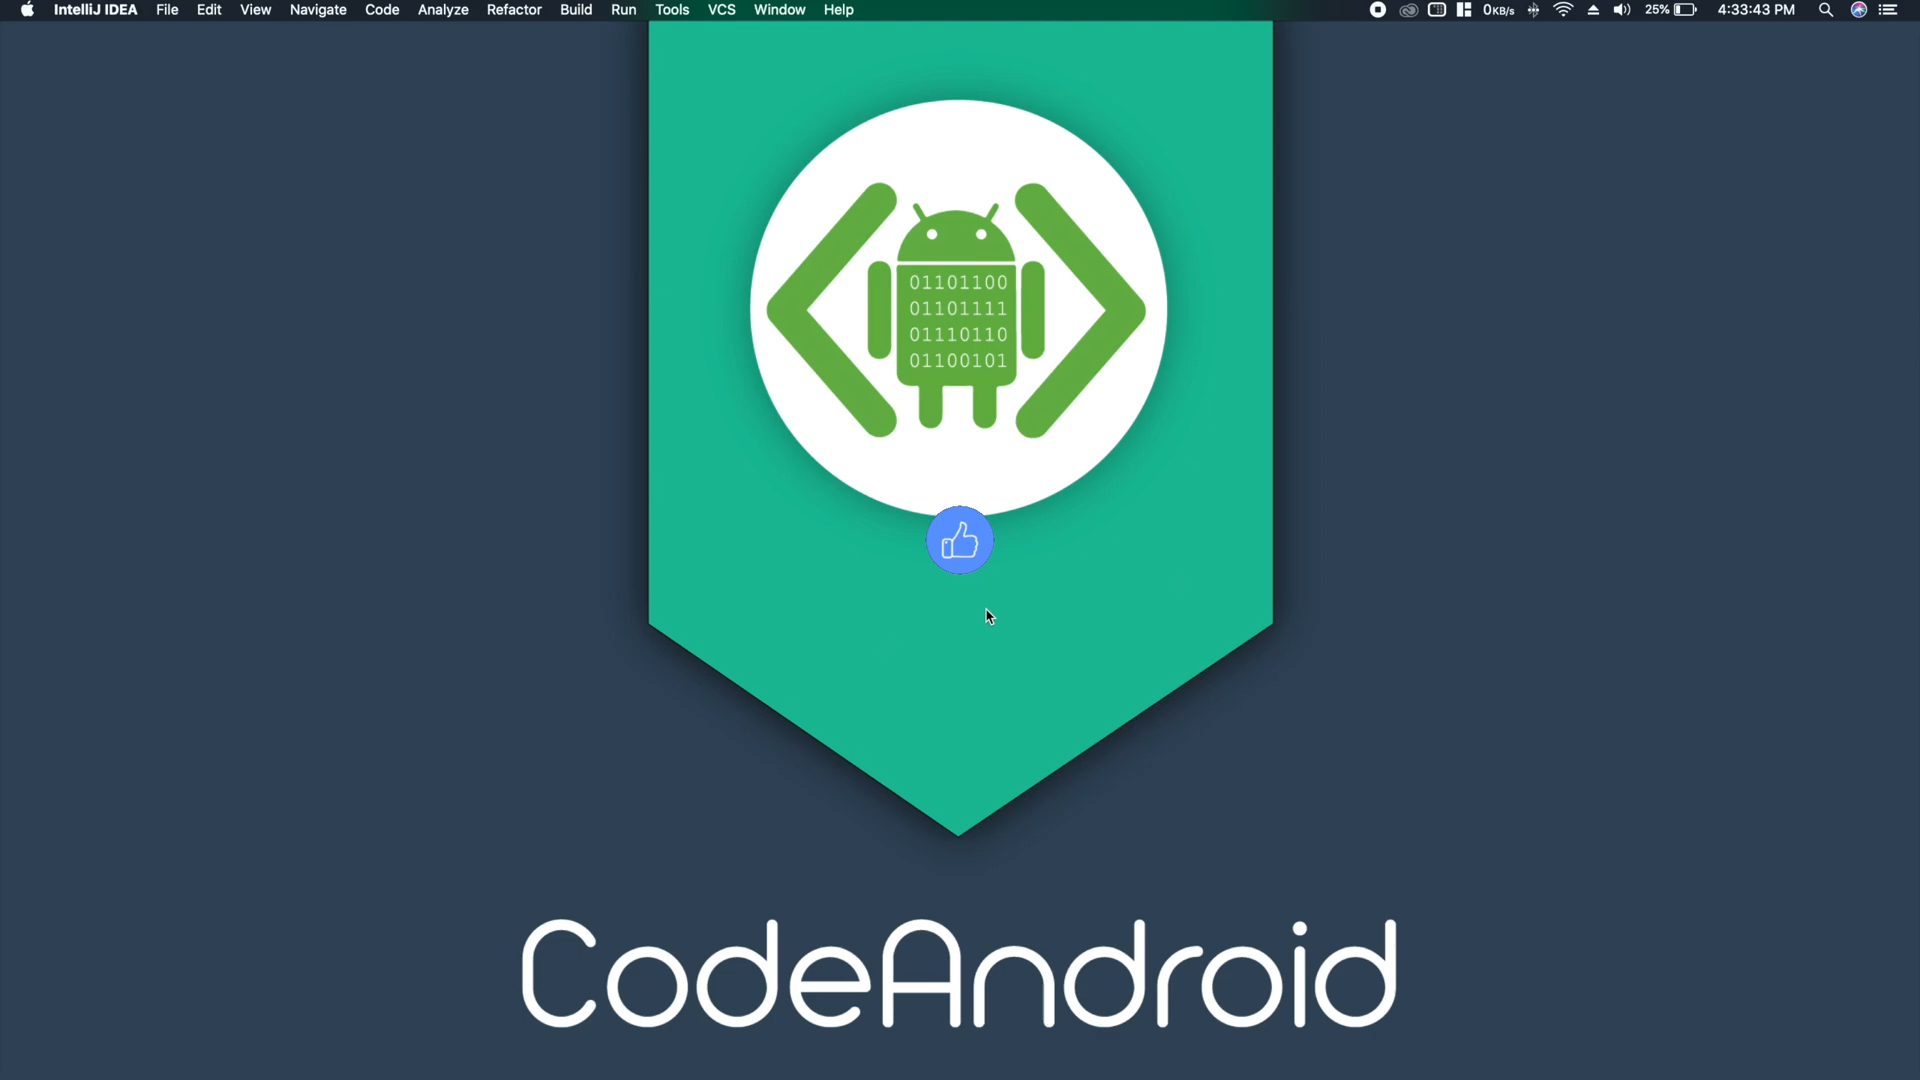 IntelliJ IDEA File Edit View Navigate Code Analyze Refactor Build Run Tools VCS Window Help 0KB/s 25% 4:33:43 PM
01101100
01101111
01110110
01100101
CodeAndroid